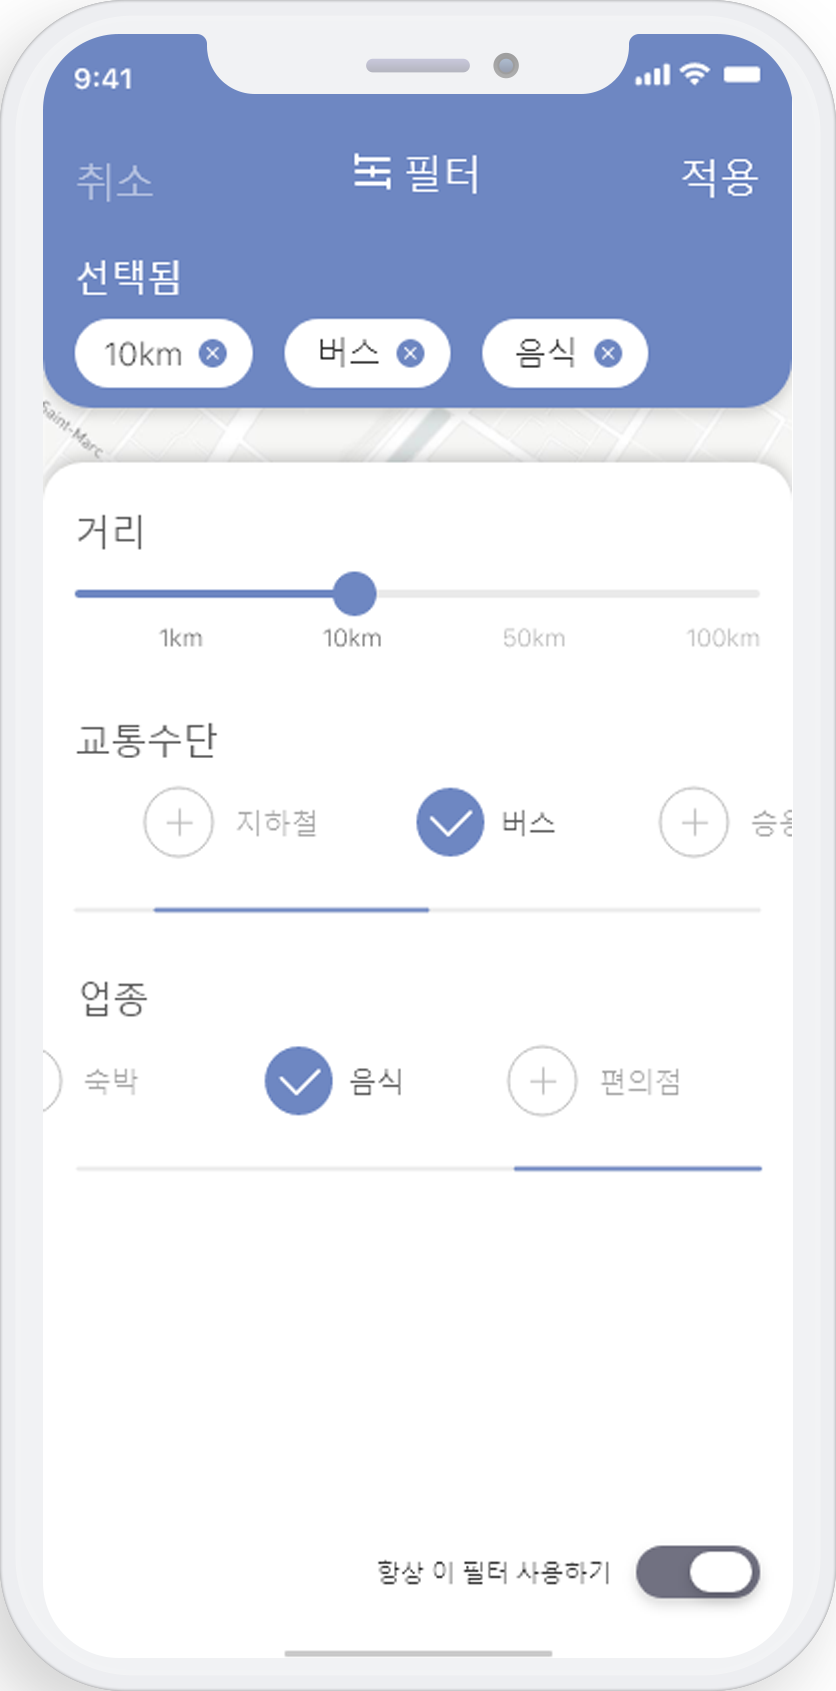 9:41
취소 필터 적용
선택됨
10km 버스 음식
Saint-Marc
거리
1km 10km 50km 100km
교통수단
지하철 버스
업종
숙박 음식 편의점
항상 이 필터 사용하기